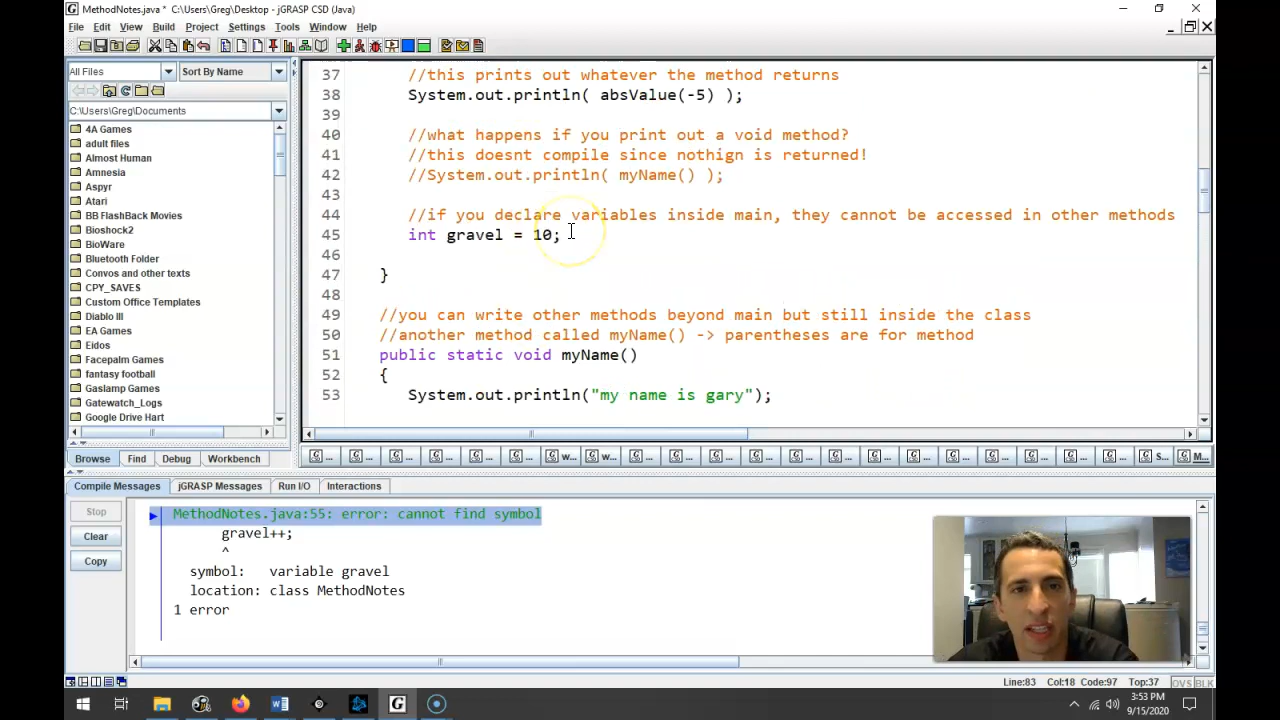 MethodNotes.java * C:\Users\Greg\Desktop - jGRASP CSD (Java)
File Edit View Build Project Settings Tools Window Help
All Files Sort By Name
C:\Users\Greg\Documents
4A Games
adult files
Almost Human
Amnesia
Aspyr
Atari
BB FlashBack Movies
Bioshock2
BioWare
Convos and other texts
CPY_SAVES
Custom Office Templates
Diablo III
EA Games
Eidos
Facepalm Games
fantasy football
Gaslamp Games
Gatewatch_Logs
Google Drive Hart
Browse Find Debug Workbench
37 //this prints out whatever the method returns
38 System.out.println( absValue(-5) );
39
40 //what happens if you print out a void method?
41 //this doesnt compile since nothign is returned!
42 //System.out.println( myName() );
43
44 //if you declare variables inside main, they cannot be accessed in other methods
45 int gravel = 10;
46
47 }
48
49 //you can write other methods beyond main but still inside the class
50 //another method called myName() -> parentheses are for method
51 public static void myName()
52 {
53 System.out.println("my name is gary");
Compile Messages jGRASP Messages Run I/O Interactions
Stop
Clear
Copy
MethodNotes.java:55: error: cannot find symbol
gravel++;
^
symbol: variable gravel
location: class MethodNotes
1 error
Line:83 Col:18 Code:97 Top:37 OVS BLK
3:53 PM
9/15/2020